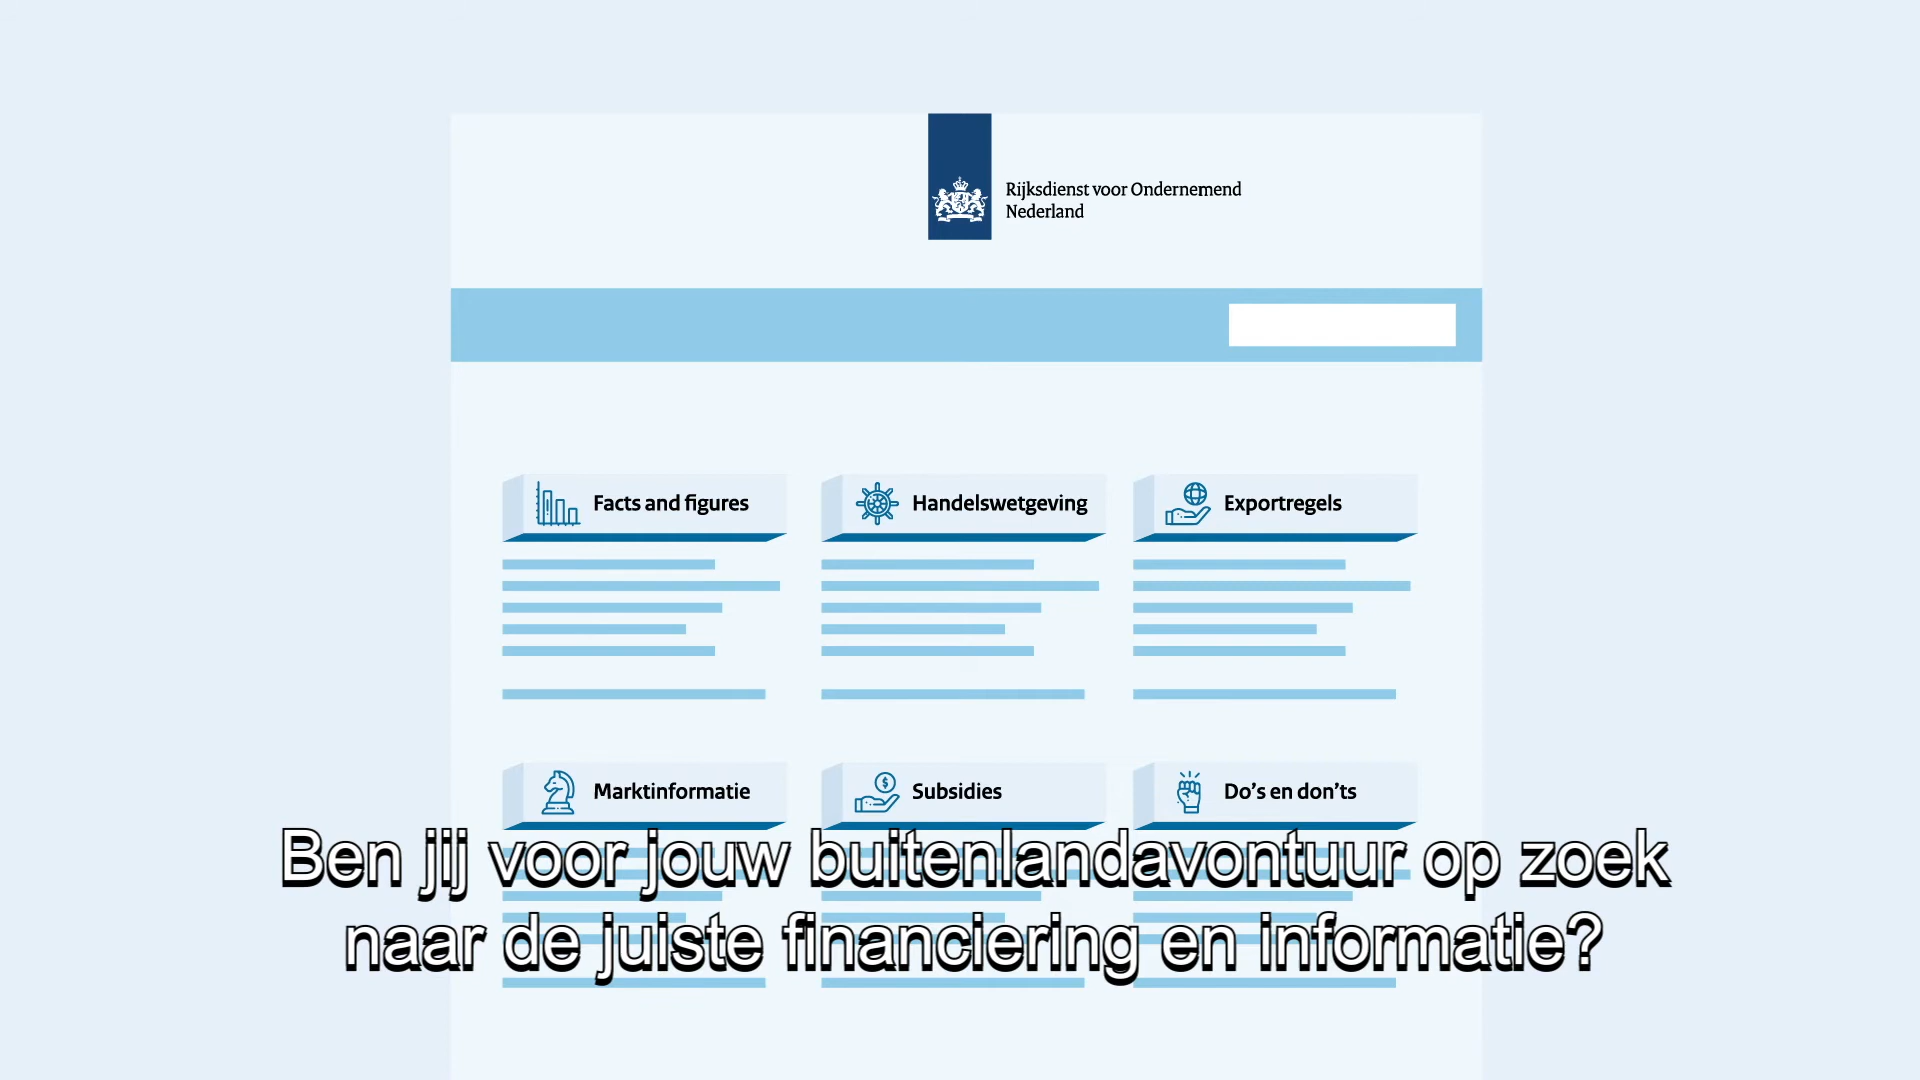 Rijksdienst voor Ondernemend
Nederland
Facts and figures
Handelswetgeving
Exportregels
Marktinformatie
Subsidies
Do's en don'ts
Ben jij voor jouw buitenlandavontuur op zoek
naar de juiste financiering en informatie?